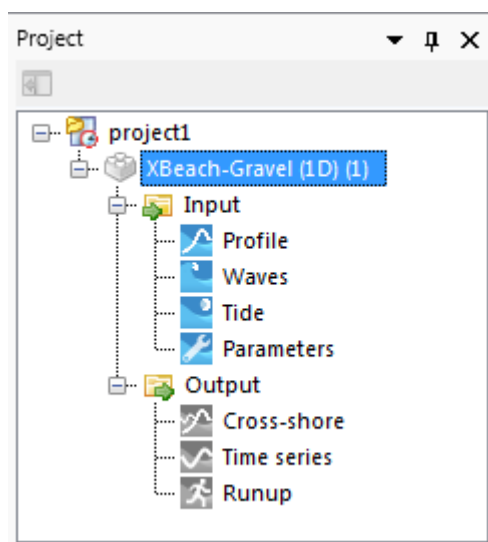 Project
project1
XBeach-Gravel (1D) (1)
Input
Profile
Waves
Tide
Parameters
Output
Cross-shore
Time series
Runup